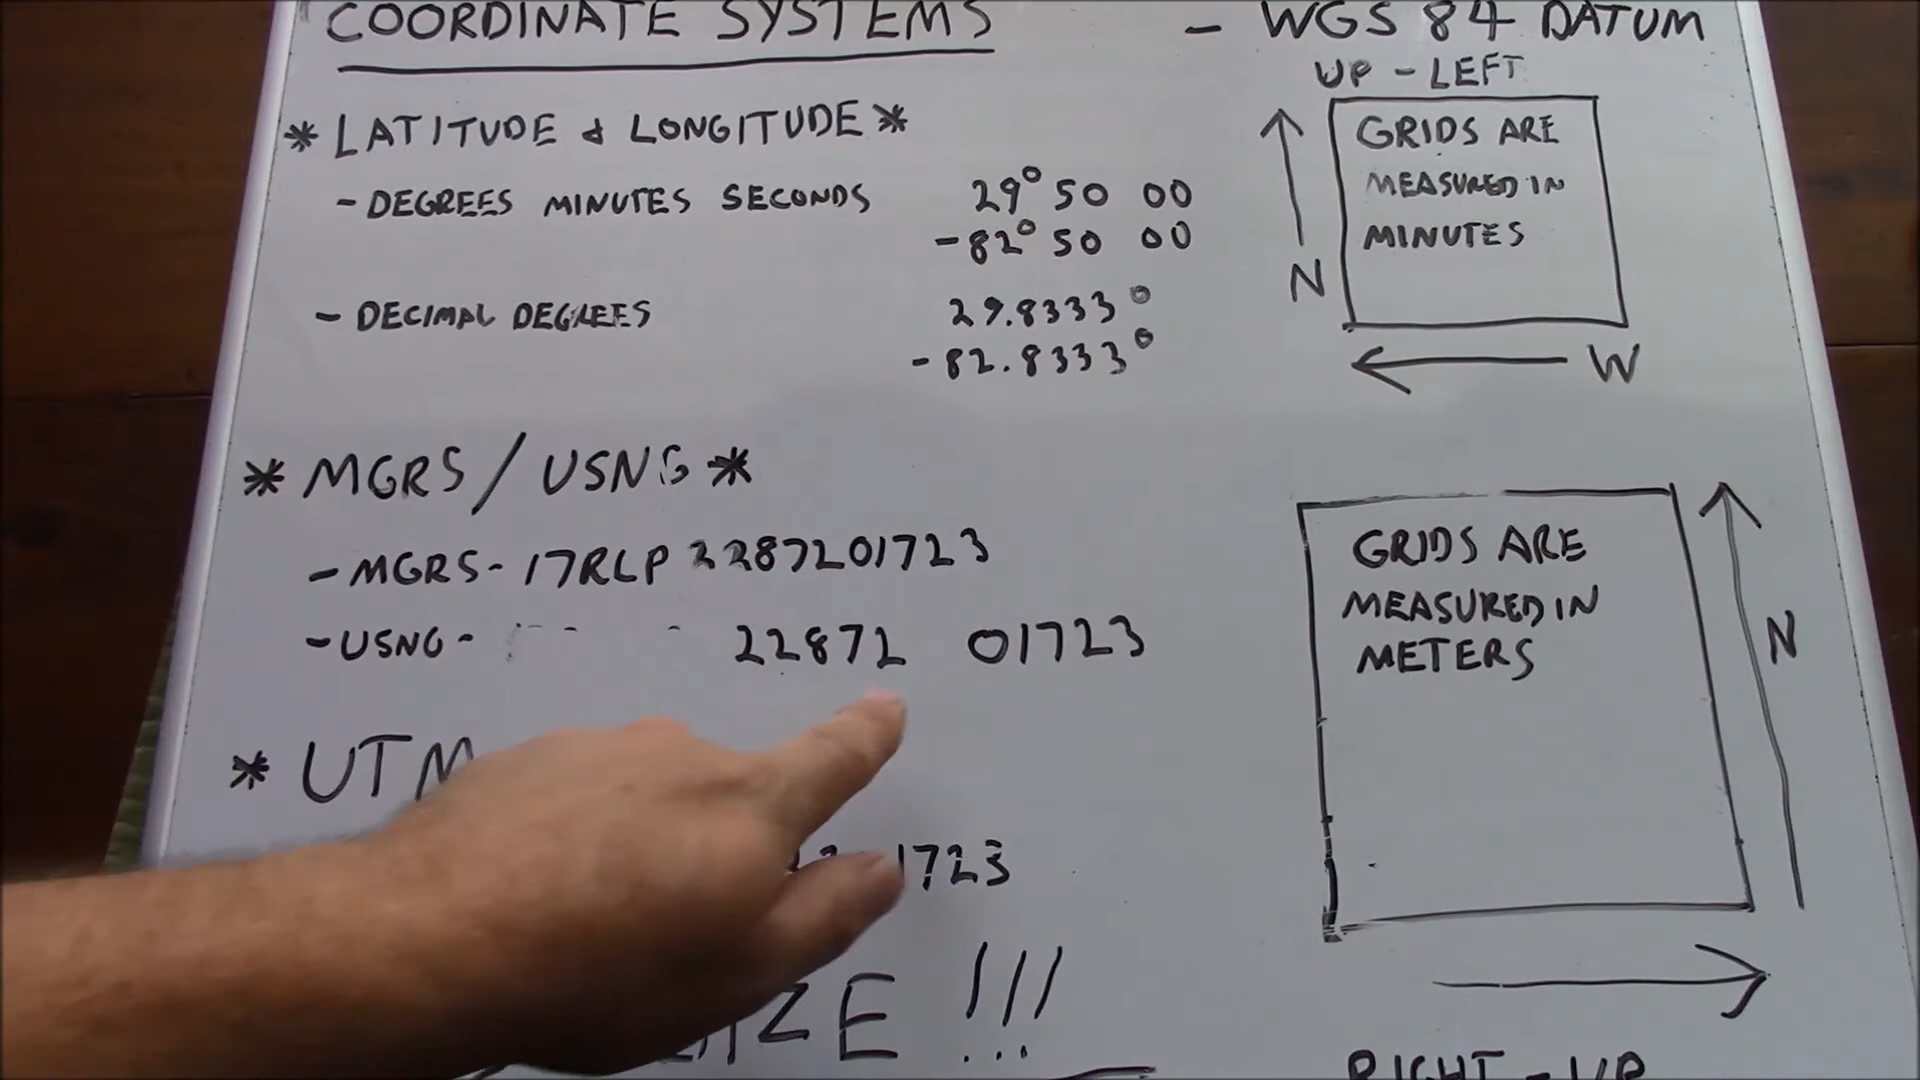 COORDINATE SYSTEMS
* LATITUDE & LONGITUDE *
- DEGREES MINUTES SECONDS 29° 50 00
-82° 50 00
- DECIMAL DEGREES 29.8333°
-82.8333°
* MGRS / USNG *
- MGRS - 17RLP 2287201723
- USNG - 22872 01723
* UTM
1723
ZE !!!
- WGS 84 DATUM
UP - LEFT
GRIDS ARE
MEASURED IN
MINUTES
N
W
GRIDS ARE
MEASURED IN
METERS
N
RIGHT - UP